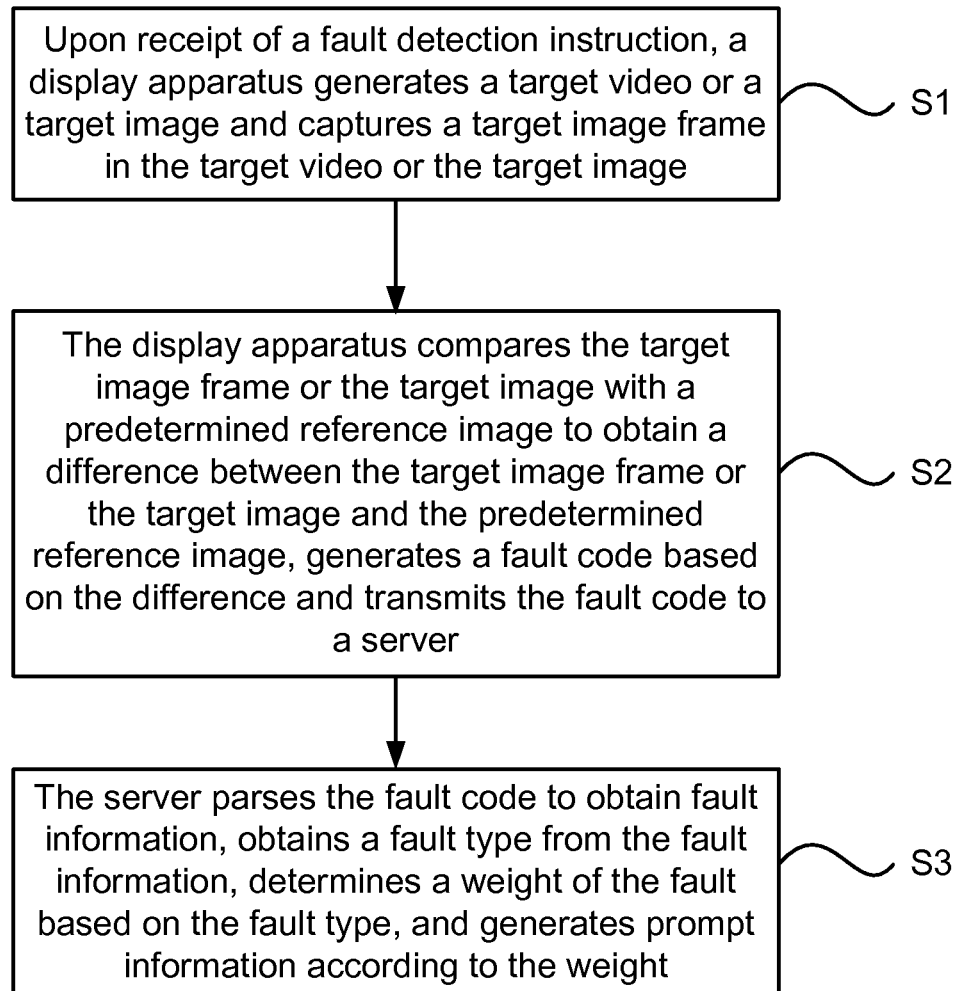 Upon receipt of a fault detection instruction, a
display apparatus generates a target video or a
target image and captures a target image frame
in the target video or the target image
S1
The display apparatus compares the target
image frame or the target image with a
predetermined reference image to obtain a
difference between the target image frame or
the target image and the predetermined
reference image, generates a fault code based
on the difference and transmits the fault code to
a server
S2
The server parses the fault code to obtain fault
information, obtains a fault type from the fault
information, determines a weight of the fault
based on the fault type, and generates prompt
information according to the weight
S3